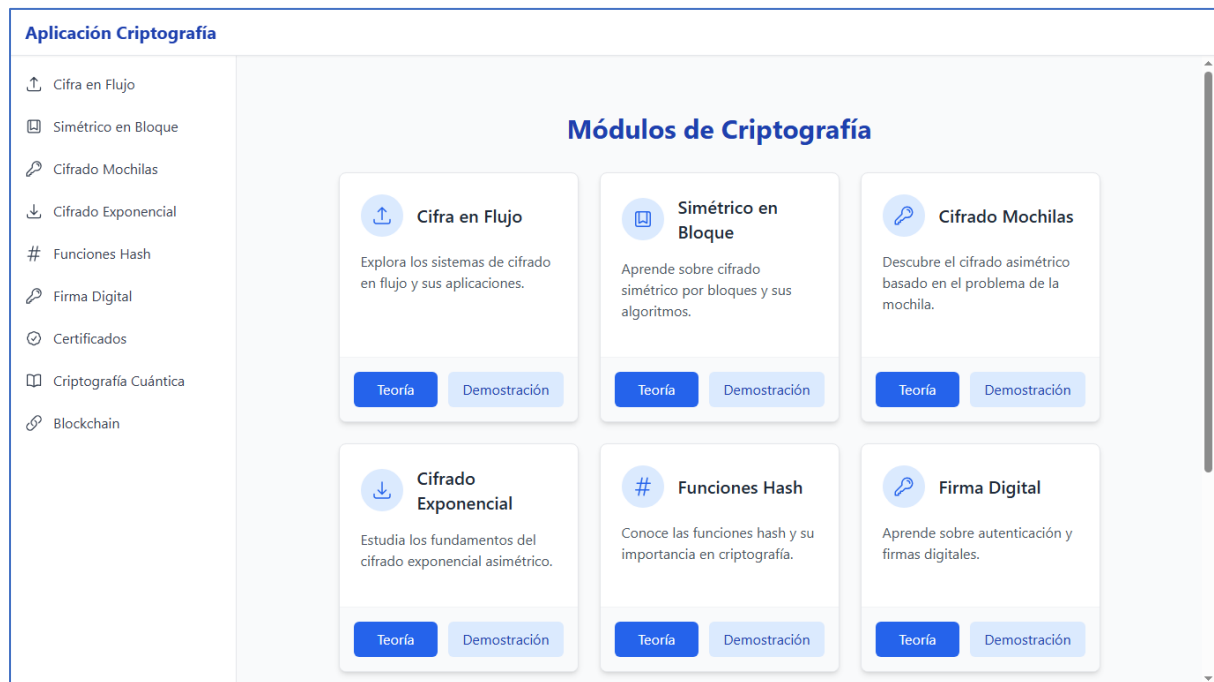 Aplicación Criptografía
Cifra en Flujo
Simétrico en Bloque
Cifrado Mochilas
Cifrado Exponencial
Funciones Hash
Firma Digital
Certificados
Criptografía Cuántica
Blockchain
Módulos de Criptografía
Cifra en Flujo
Explora los sistemas de cifrado
en flujo y sus aplicaciones.
Teoría
Demostración
Simétrico en
Bloque
Aprende sobre cifrado
simétrico por bloques y sus
algoritmos.
Teoría
Demostración
Cifrado Mochilas
Descubre el cifrado asimétrico
basado en el problema de la
mochila.
Teoría
Demostración
Cifrado
Exponencial
Estudia los fundamentos del
cifrado exponencial asimétrico.
Teoría
Demostración
Funciones Hash
Conoce las funciones hash y su
importancia en criptografía.
Teoría
Demostración
Firma Digital
Aprende sobre autenticación y
firmas digitales.
Teoría
Demostración